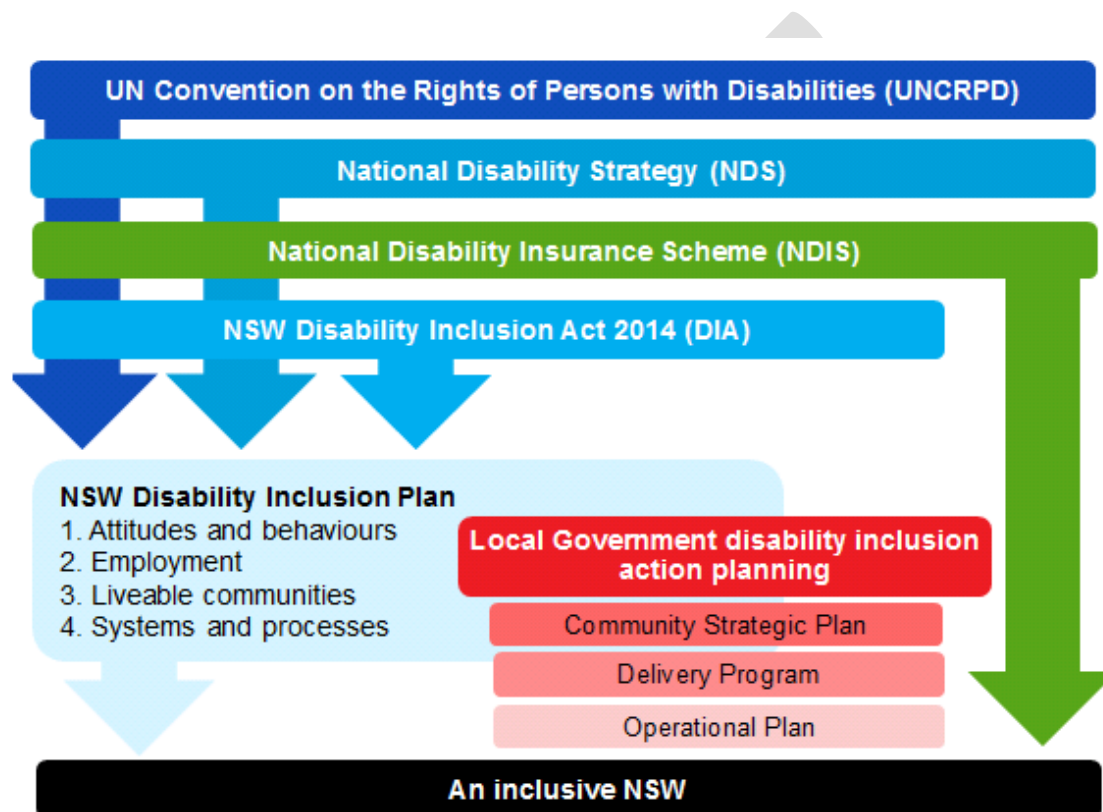 UN Convention on the Rights of Persons with Disabilities (UNCRPD)
National Disability Strategy (NDS)
National Disability Insurance Scheme (NDIS)
NSW Disability Inclusion Act 2014 (DIA)
NSW Disability Inclusion Plan
1. Attitudes and behaviours
2. Employment
3. Liveable communities
4. Systems and processes
Local Government disability inclusion
action planning
Community Strategic Plan
Delivery Program
Operational Plan
An inclusive NSW